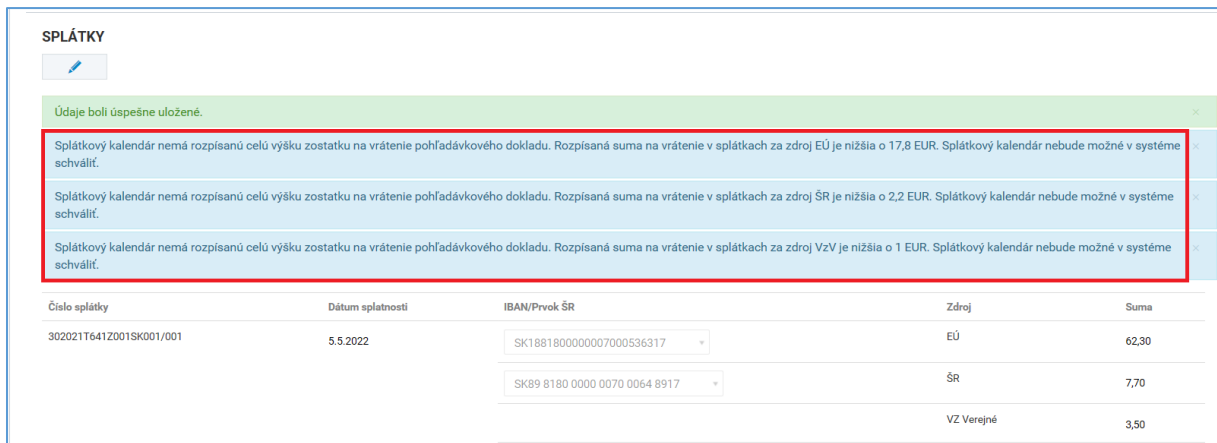 SPLÁTKY
Údaje boli úspešne uložené.
×
Splátkový kalendár nemá rozpísanú celú výšku zostatku na vrátenie pohľadávkového dokladu. Rozpísaná suma na vrátenie v splátkach za zdroj EÚ je nižšia o 17,8 EUR. Splátkový kalendár nebude možné v systéme
schváliť.
×
Splátkový kalendár nemá rozpísanú celú výšku zostatku na vrátenie pohľadávkového dokladu. Rozpísaná suma na vrátenie v splátkach za zdroj ŠR je nižšia o 2,2 EUR. Splátkový kalendár nebude možné v systéme
schváliť.
×
Splátkový kalendár nemá rozpísanú celú výšku zostatku na vrátenie pohľadávkového dokladu. Rozpísaná suma na vrátenie v splátkach za zdroj VzV je nižšia o 1 EUR. Splátkový kalendár nebude možné v systéme
schváliť.
×
Číslo splátky Dátum splatnosti IBAN/Prvok ŠR Zdroj Suma
302021T641Z001SK001/001 5.5.2022 SK1881800000007000536317 EÚ 62,30
SK89 8180 0000 0070 0064 8917 ŠR 7,70
VZ Verejné 3,50